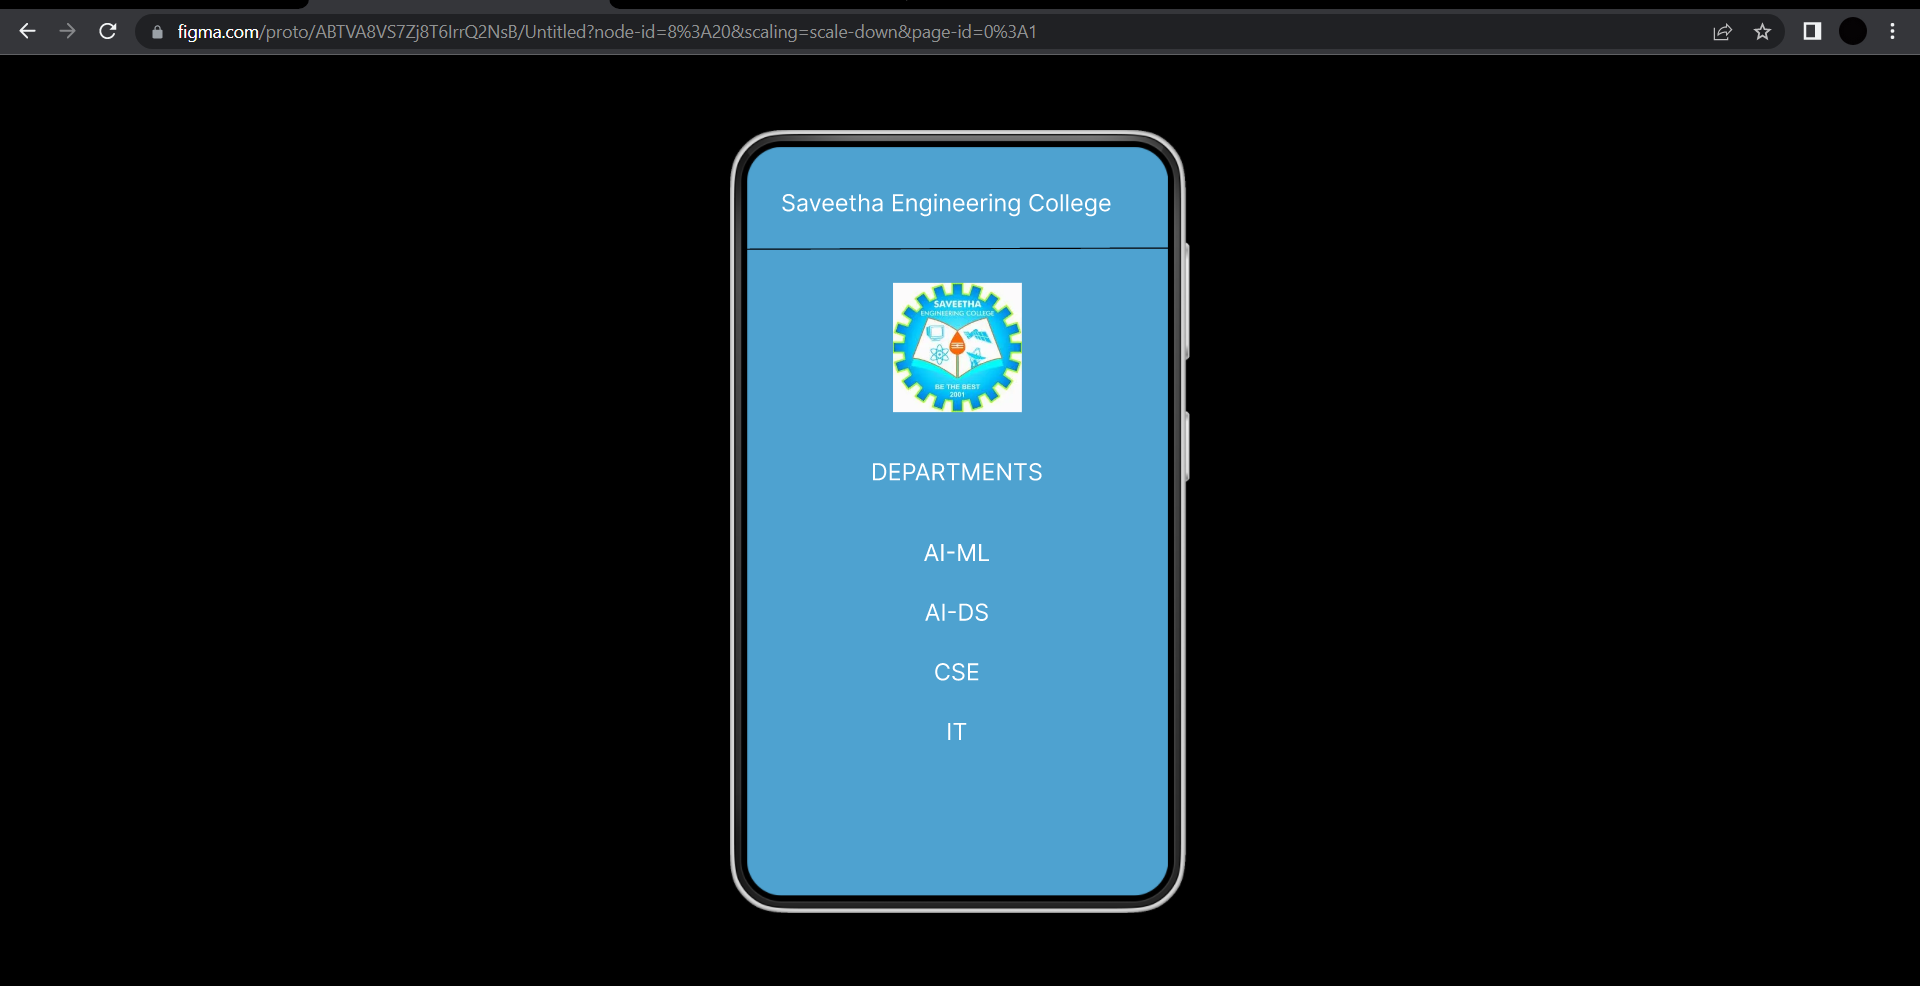 figma.com/proto/ABTVA8VS7Zj8T6IrrQ2NsB/Untitled?node-id=8%3A20&scaling=scale-down&page-id=0%3A1
Saveetha Engineering College
SAVEETHA
ENGINEERING COLLEGE
BE THE BEST
2001
DEPARTMENTS
AI-ML
AI-DS
CSE
IT